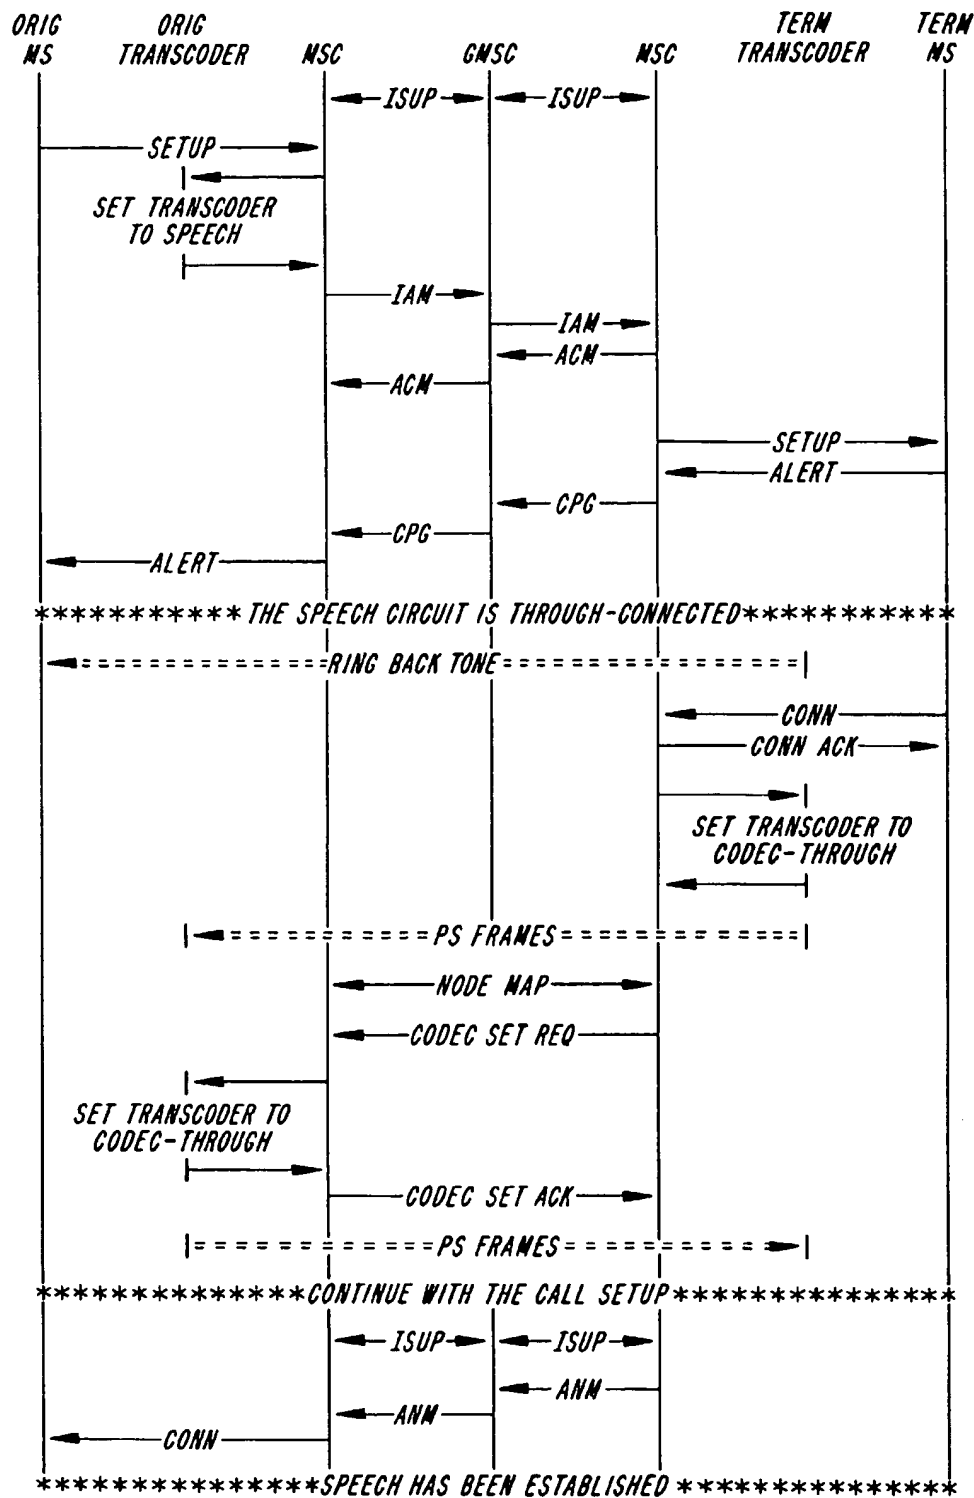 ORIG MS
ORIG TRANSCODER
MSC
GMSC
MSC
TERM TRANSCODER
TERM MS
ISUP
ISUP
SETUP
SET TRANSCODER
TO SPEECH
IAM
IAM
ACM
ACM
SETUP
ALERT
CPG
CPG
ALERT
*********** THE SPEECH CIRCUIT IS THROUGH-CONNECTED ***********
RING BACK TONE
CONN
CONN ACK
SET TRANSCODER TO
CODEC-THROUGH
PS FRAMES
NODE MAP
CODEC SET REQ
SET TRANSCODER TO
CODEC-THROUGH
CODEC SET ACK
PS FRAMES
************** CONTINUE WITH THE CALL SETUP ***************
ISUP
ISUP
ANM
ANM
CONN
*************** SPEECH HAS BEEN ESTABLISHED ***************